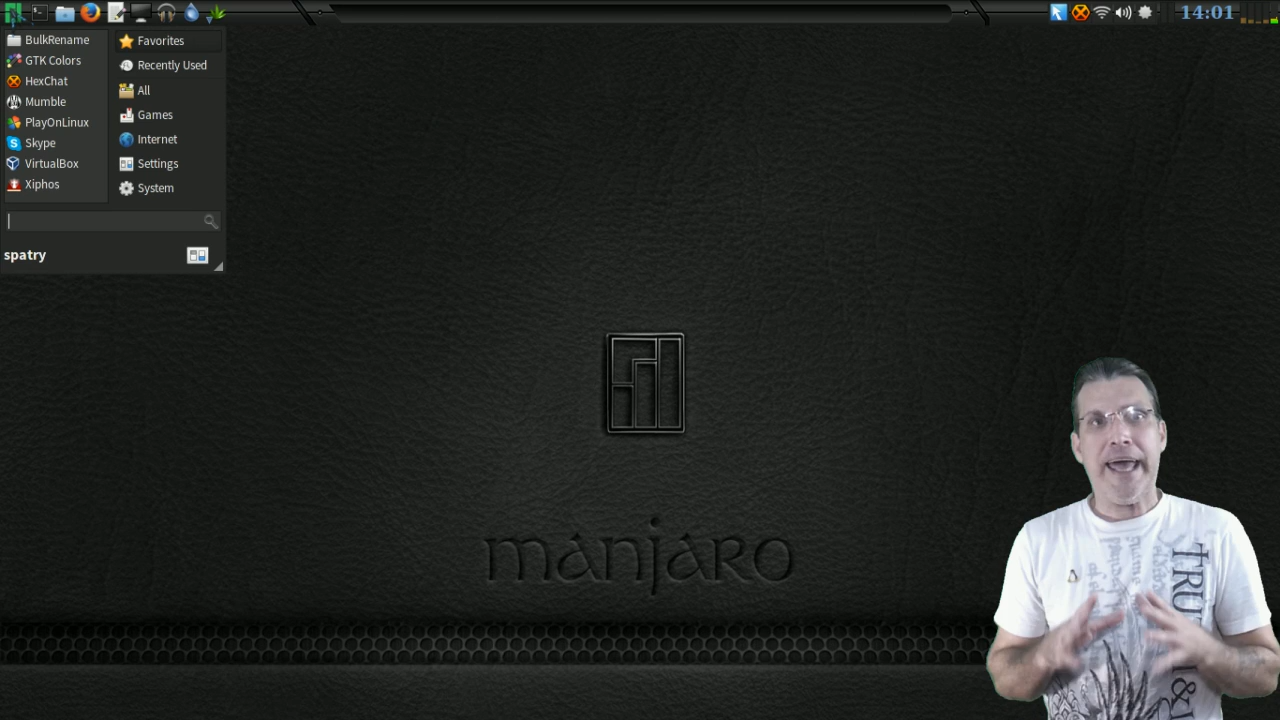 14:01
BulkRename
GTK Colors
HexChat
Mumble
PlayOnLinux
Skype
VirtualBox
Xiphos
Favorites
Recently Used
All
Games
Internet
Settings
System
spatry
manjaro